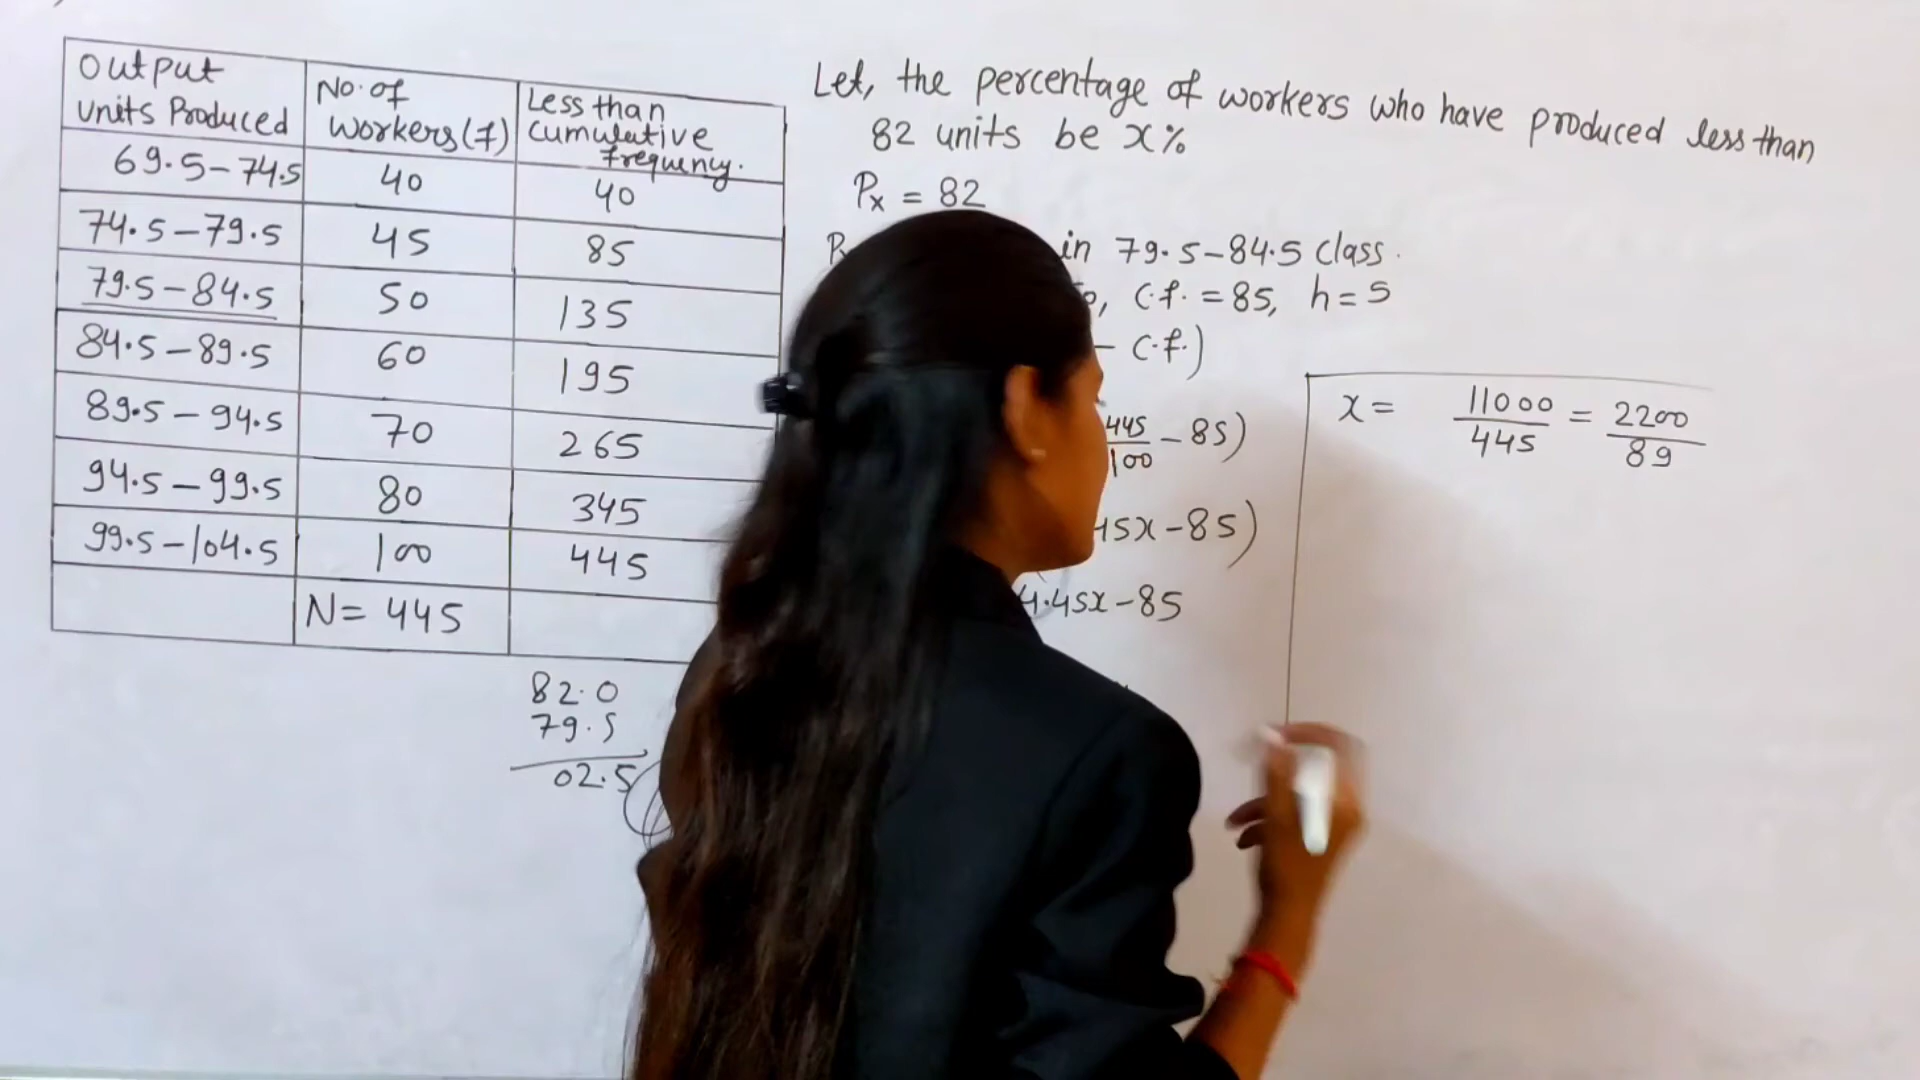 Output Units Produced | No. of Workers (f) | Less than Cumulative frequency.
69.5-74.5 | 40 | 40
74.5-79.5 | 45 | 85
79.5-84.5 | 50 | 135
84.5-89.5 | 60 | 195
89.5-94.5 | 70 | 265
94.5-99.5 | 80 | 345
99.5-104.5 | 100 | 445
N= 445
82.0
79.5
02.5
Let, the percentage of workers who have produced less than
82 units be x%
Px = 82
in 79.5-84.5 class.
, c.f. = 85, h = 5
- c.f.)
445/100 - 85)
5x - 85)
4.45x - 85
x = 11000/445 = 2200/89